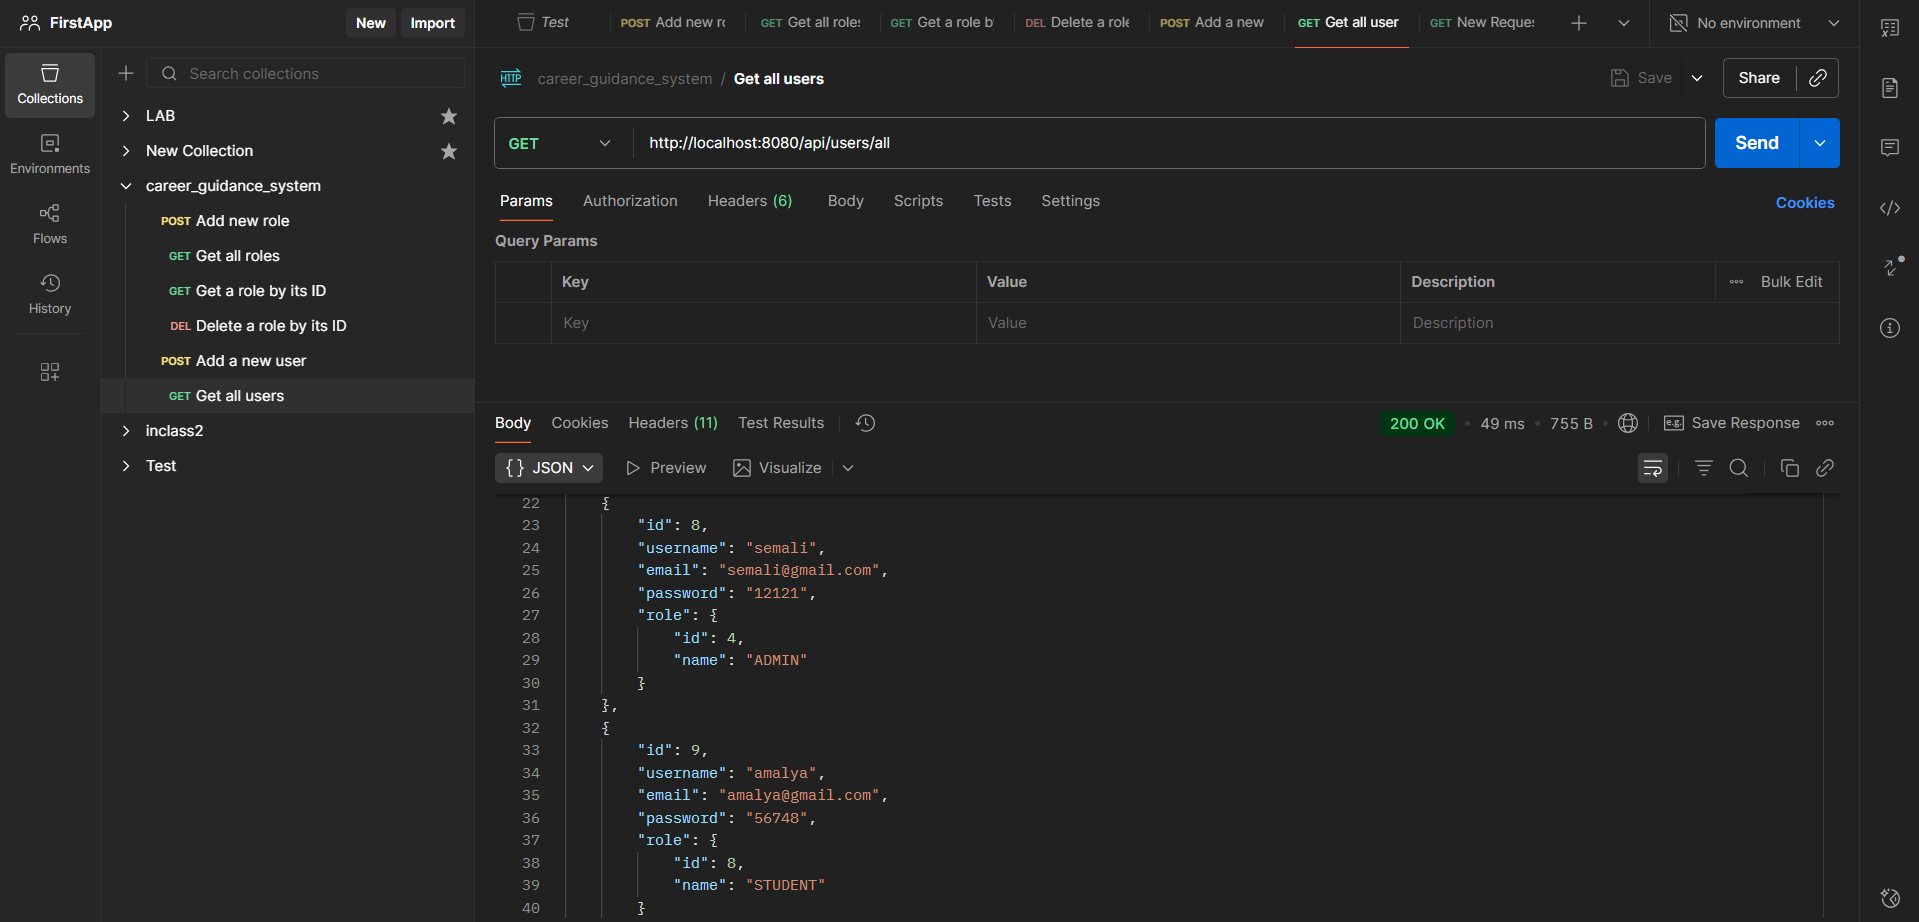 FirstApp
New
Import
Test
POST Add new ro
GET Get all roles
GET Get a role b
DEL Delete a role
POST Add a new
GET Get all user
GET New Reques
No environment
Collections
Environments
Flows
History
Search collections
LAB
New Collection
career_guidance_system
POST Add new role
GET Get all roles
GET Get a role by its ID
DEL Delete a role by its ID
POST Add a new user
GET Get all users
inclass2
Test
HTTP career_guidance_system / Get all users
Save
Share
GET http://localhost:8080/api/users/all
Send
Params Authorization Headers (6) Body Scripts Tests Settings
Cookies
Query Params
Key Value Description Bulk Edit
Key Value Description
Body Cookies Headers (11) Test Results
200 OK • 49 ms • 755 B •
e.g. Save Response
{} JSON Preview Visualize
22 {
23 "id": 8,
24 "username": "semali",
25 "email": "semali@gmail.com",
26 "password": "12121",
27 "role": {
28 "id": 4,
29 "name": "ADMIN"
30 }
31 },
32 {
33 "id": 9,
34 "username": "amalya",
35 "email": "amalya@gmail.com",
36 "password": "56748",
37 "role": {
38 "id": 8,
39 "name": "STUDENT"
40 }